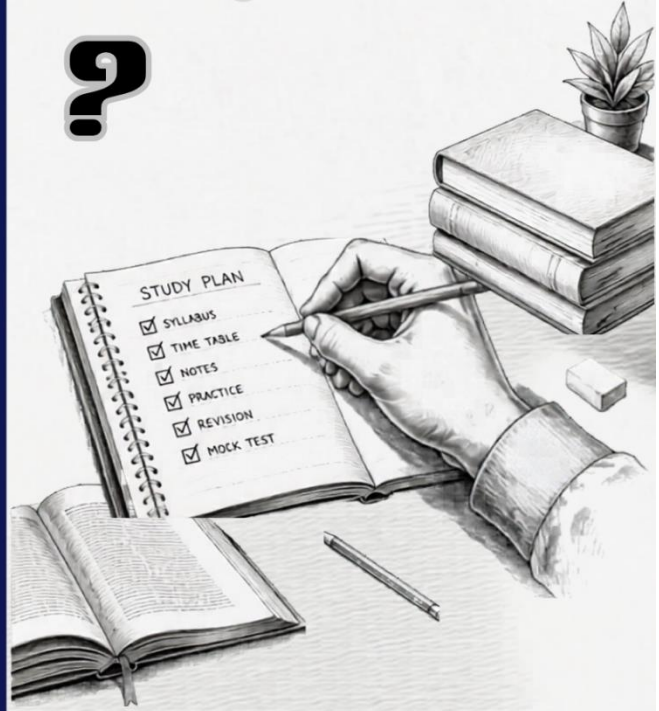 ?
STUDY PLAN
☑ SYLLABUS
☑ TIME TABLE
☑ NOTES
☑ PRACTICE
☑ REVISION
☑ MOCK TEST